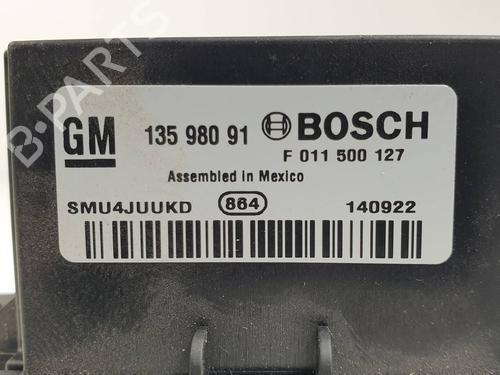 B-PARTS
GM 135 980 91 BOSCH
F 011 500 127
Assembled in Mexico
SMU4JUUKD 864 140922